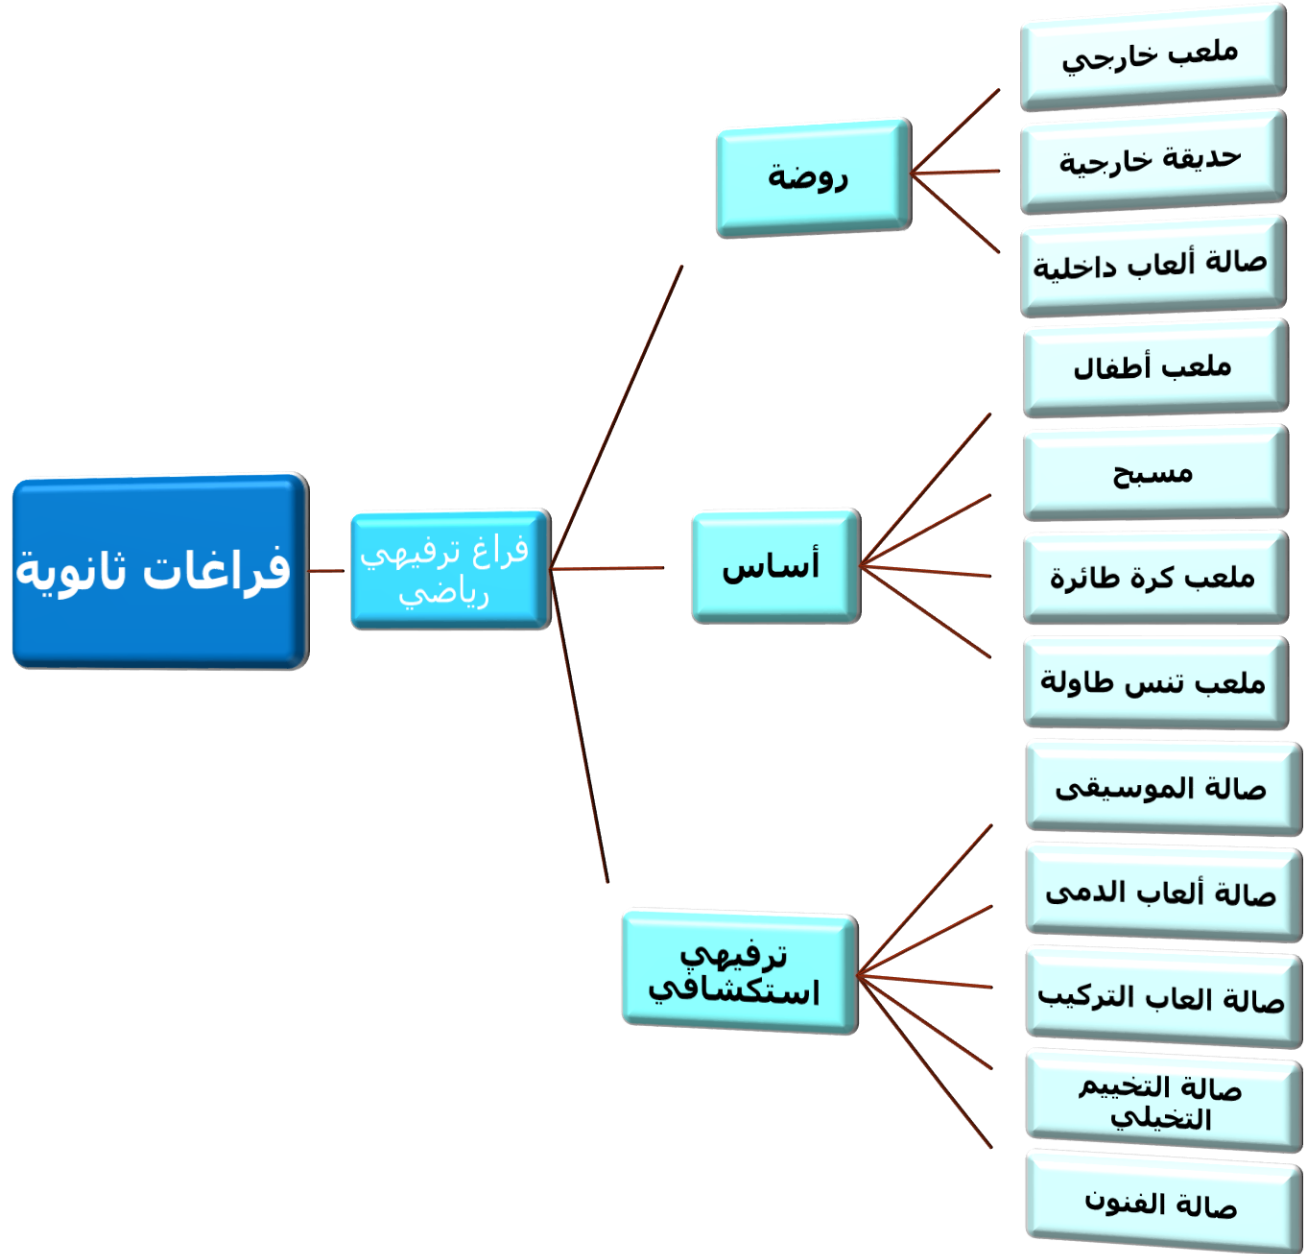 فراغات ثانوية
فراغ ترفيهي
رياضي
روضة
ملعب خارجي
حديقة خارجية
صالة ألعاب داخلية
أساس
ملعب أطفال
مسبح
ملعب كرة طائرة
ملعب تنس طاولة
ترفيهي
استكشافي
صالة الموسيقى
صالة ألعاب الدمى
صالة العاب التركيب
صالة التخييم
التخيلي
صالة الفنون